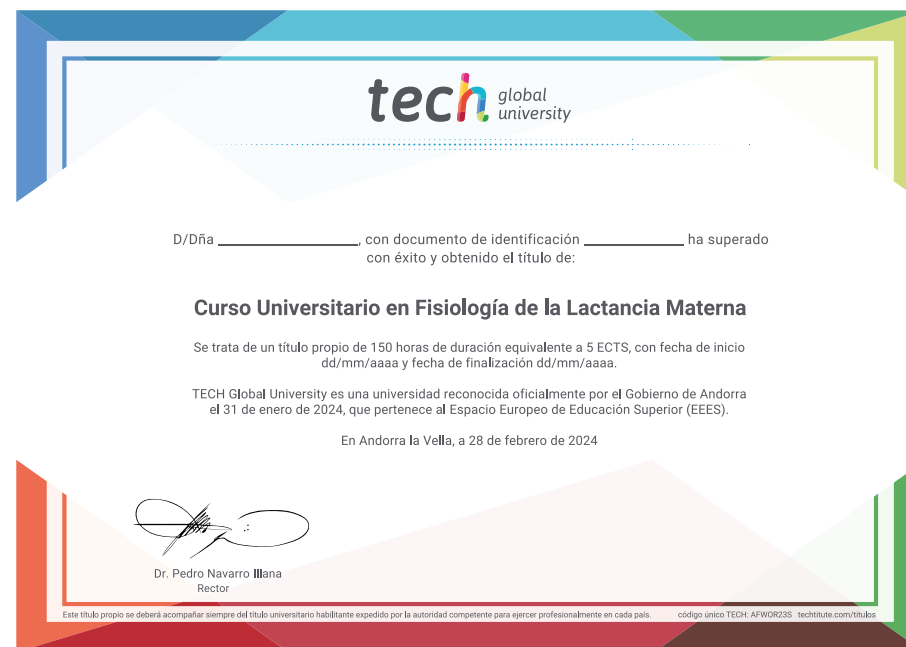 tech global university
D/Dña ____________, con documento de identificación ____________ ha superado
con éxito y obtenido el título de:
Curso Universitario en Fisiología de la Lactancia Materna
Se trata de un título propio de 150 horas de duración equivalente a 5 ECTS, con fecha de inicio
dd/mm/aaaa y fecha de finalización dd/mm/aaaa.
TECH Global University es una universidad reconocida oficialmente por el Gobierno de Andorra
el 31 de enero de 2024, que pertenece al Espacio Europeo de Educación Superior (EEES).
En Andorra la Vella, a 28 de febrero de 2024
Dr. Pedro Navarro Illana
Rector
Este título propio se deberá acompañar siempre del título universitario habilitante expedido por la autoridad competente para ejercer profesionalmente en cada país. código único TECH: AFWOR23S techtitute.com/titulos